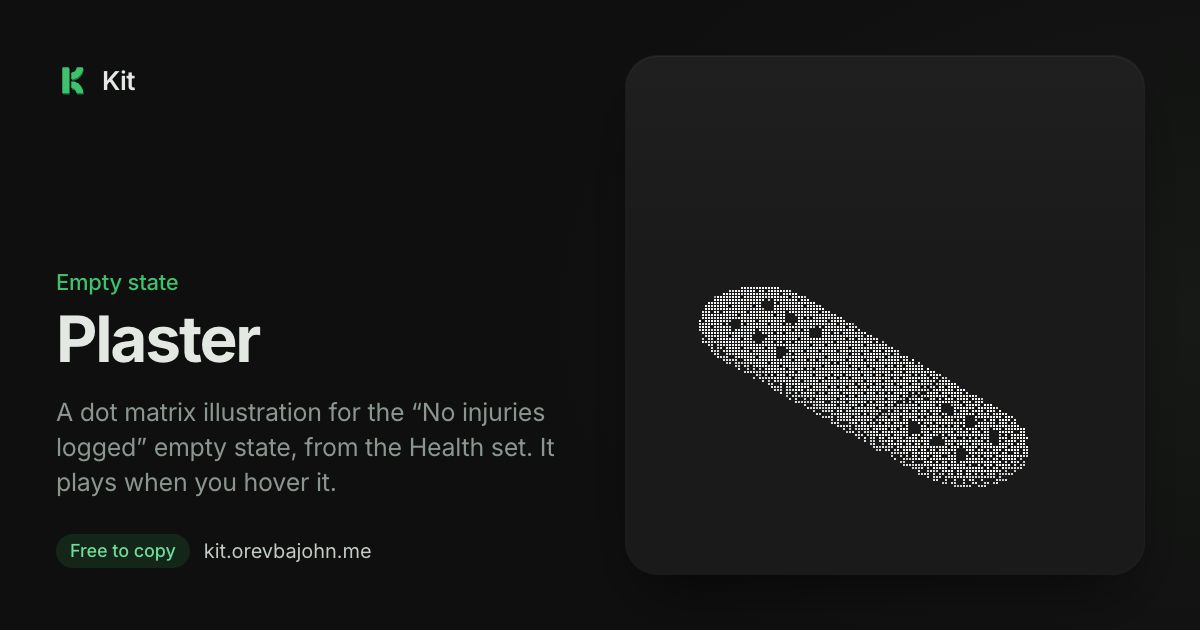 Kit
Empty state
Plaster
A dot matrix illustration for the “No injuries
logged” empty state, from the Health set. It
plays when you hover it.
Free to copy
kit.orevbajohn.me